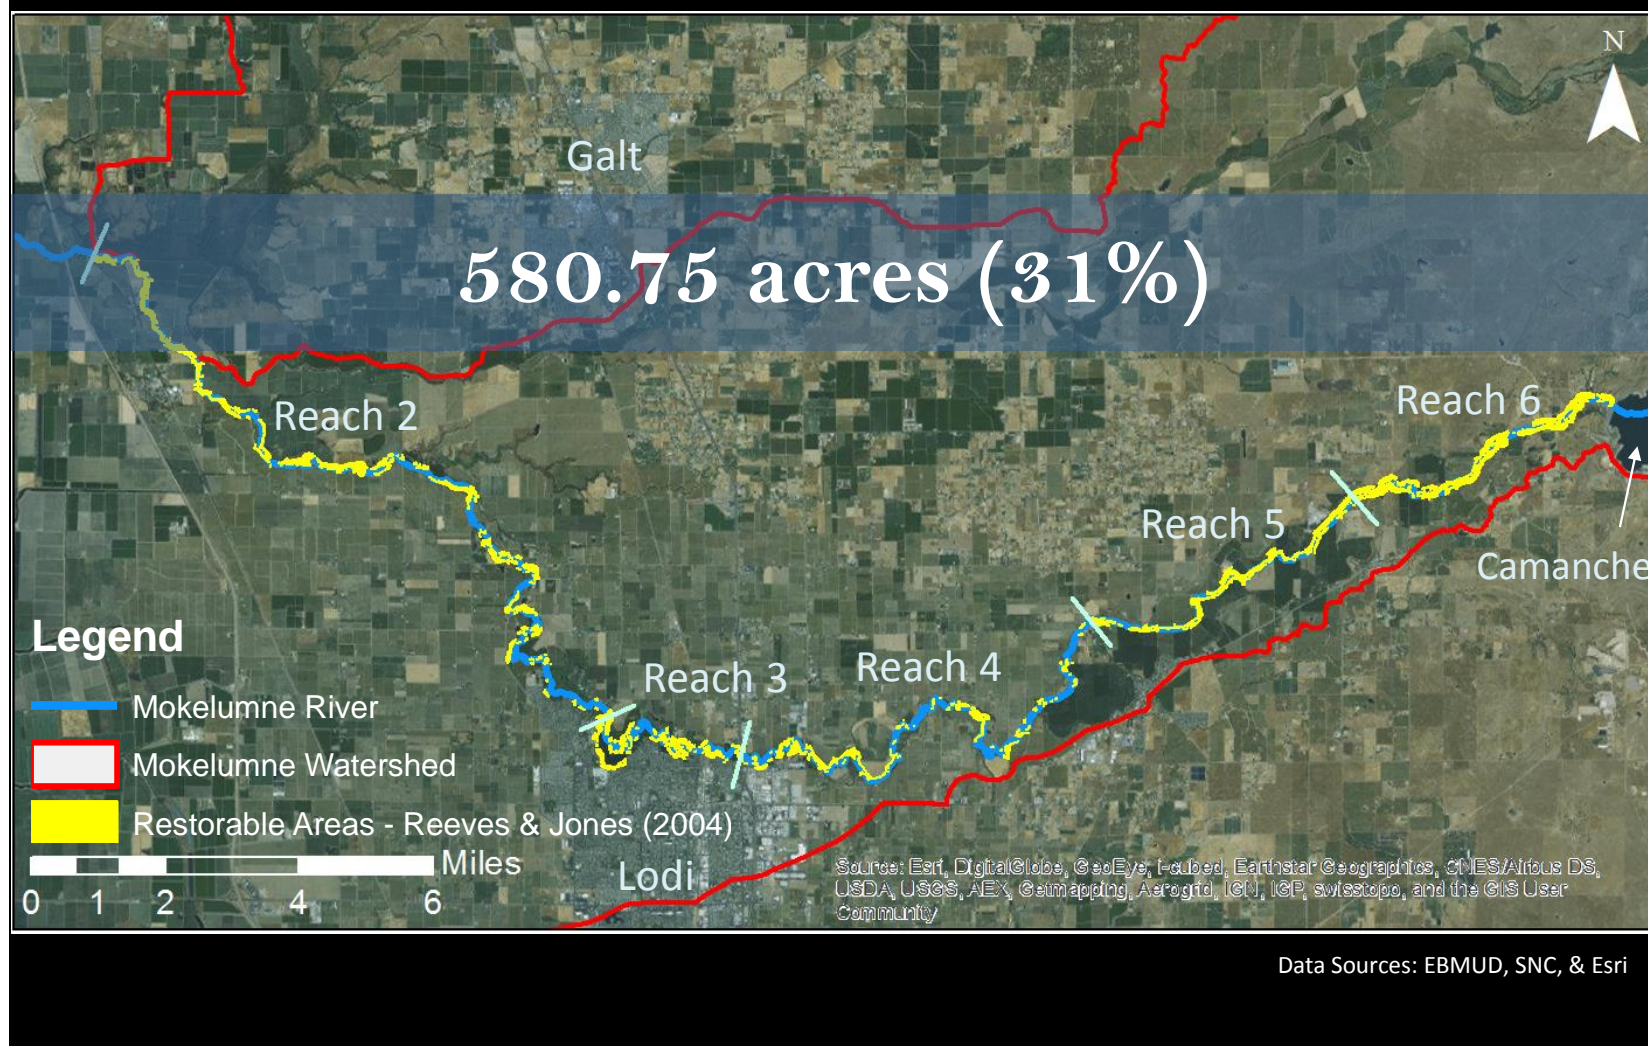 N
Galt
580.75 acres (31%)
Reach 6
Reach 2
Reach 5
Camanche
Legend
Reach 3
Reach 4
Mokelumne River
Mokelumne Watershed
Restorable Areas - Reeves & Jones (2004)
Miles
Lodi
0 1 2 4 6
Source: Esri, DigitalGlobe, GeoEye, i-cubed, Earthstar Geographics, CNES/Airbus DS,
USDA, USGS, AEX, Getmapping, Aerogrid, IGN, IGP, swisstopo, and the GIS User
Community
Data Sources: EBMUD, SNC, & Esri